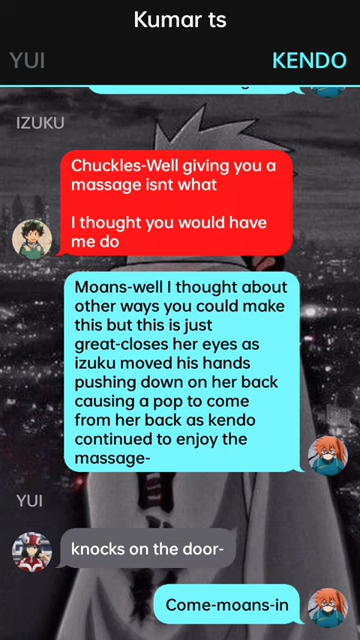 Kumar ts
YUI
KENDO
IZUKU
Chuckles-Well giving you a
massage isnt what
I thought you would have
me do
Moans-well I thought about
other ways you could make
this but this is just
great-closes her eyes as
izuku moved his hands
pushing down on her back
causing a pop to come
from her back as kendo
continued to enjoy the
massage-
YUI
knocks on the door-
Come-moans-in